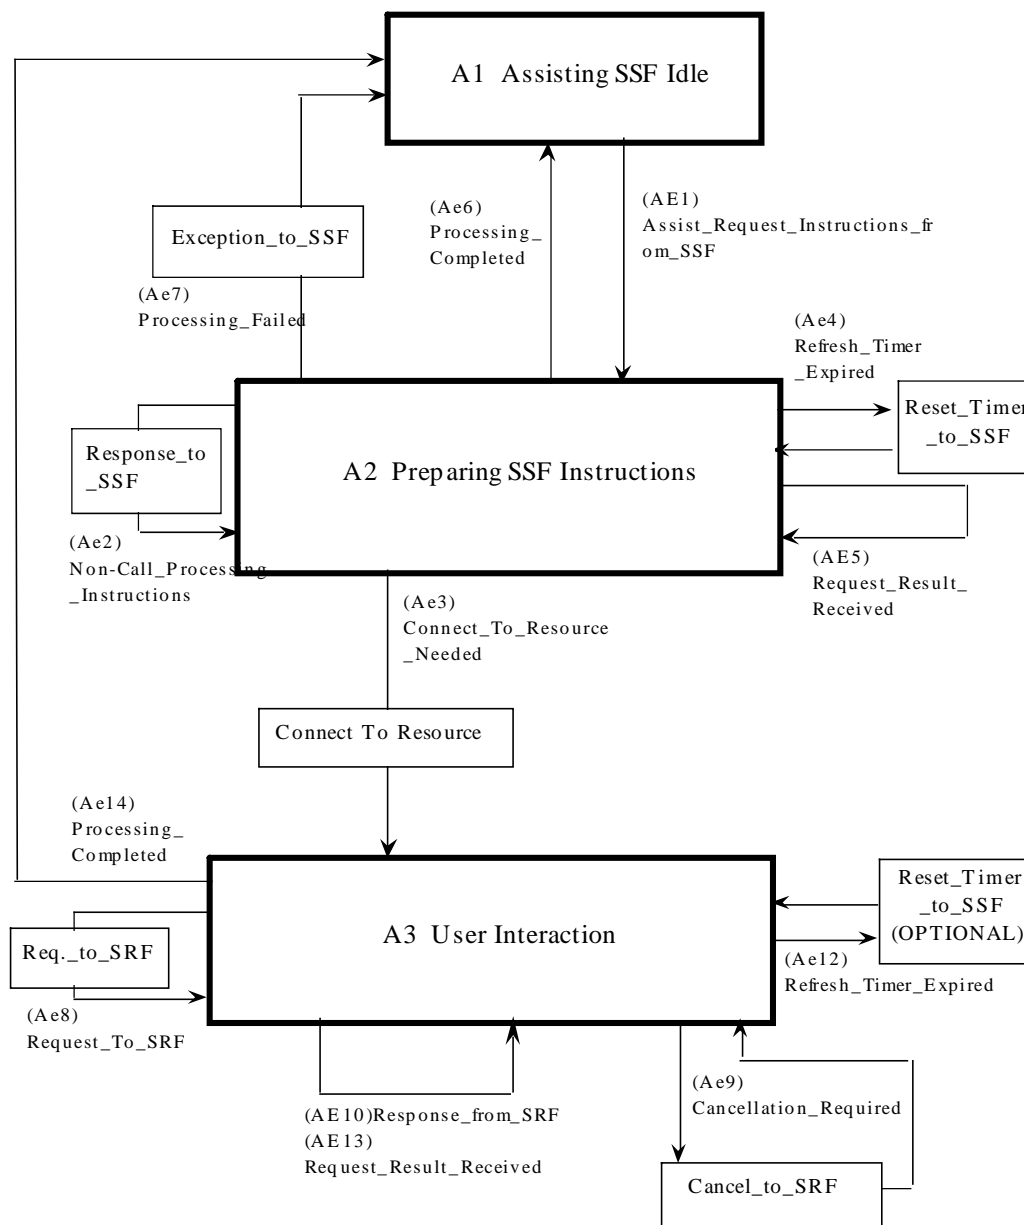 A1 Assisting SSF Idle
(Ae6)
Processing_
Completed
(AE1)
Assist_Request_Instructions_fr
om_SSF
Exception_to_SSF
(Ae7)
Processing_Failed
(Ae4)
Refresh_Timer
_Expired
Reset_Timer
_to_SSF
Response_to
_SSF
A2 Preparing SSF Instructions
(Ae2)
Non-Call_Processing
_Instructions
(AE5)
Request_Result_
Received
(Ae3)
Connect_To_Resource
_Needed
Connect To Resource
(Ae14)
Processing_
Completed
Reset_Timer
_to_SSF
(OPTIONAL)
A3 User Interaction
Req._to_SRF
(Ae12)
Refresh_Timer_Expired
(Ae8)
Request_To_SRF
(Ae9)
Cancellation_Required
(AE10)Response_from_SRF
(AE13)
Request_Result_Received
Cancel_to_SRF